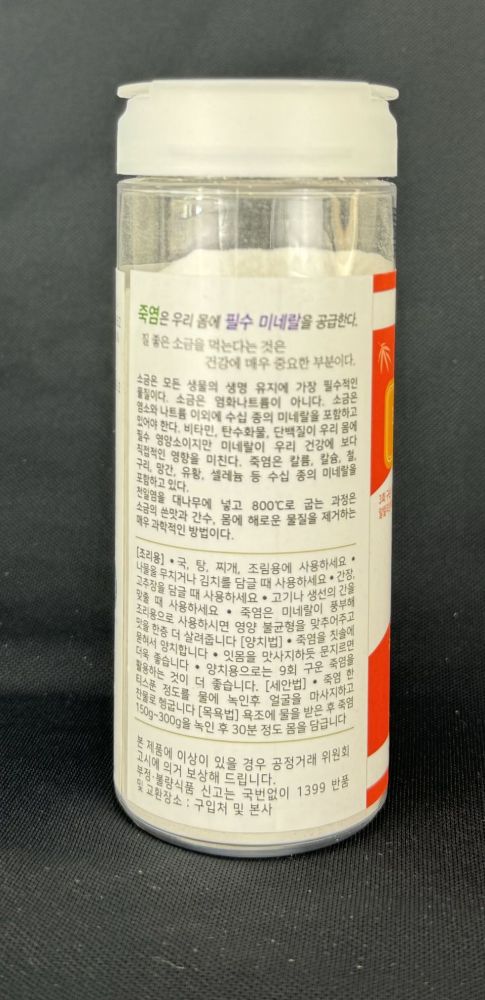 죽염은 우리 몸에 필수 미네랄을 공급한다.
질 좋은 소금을 먹는다는 것은
건강에 매우 중요한 부분이다.
소금은 모든 생물의 생명 유지에 가장 필수적인
물질이다. 소금은 염화나트륨이 아니다. 소금은
염소와 나트륨 이외에 수십 종의 미네랄을 포함하고
있어야 한다. 비타민, 탄수화물, 단백질이 우리 몸에
필수 영양소이지만 미네랄이 우리 건강에 보다
직접적인 영향을 미친다. 죽염은 칼륨, 칼슘, 철,
구리, 망간, 유황, 셀레늄 등 수십 종의 미네랄을
포함하고 있다.
천일염을 대나무에 넣고 800℃로 굽는 과정은
소금의 쓴맛과 간수, 몸에 해로운 물질을 제거하는
매우 과학적인 방법이다.
[조리용] • 국, 탕, 찌개, 조림용에 사용하세요 •
나물을 무치거나 김치를 담글 때 사용하세요 • 간장,
고추장을 담글 때 사용하세요 • 고기나 생선의 간을
맞출 때 사용하세요 • 죽염은 미네랄이 풍부해
조리용으로 사용하시면 영양 불균형을 맞추어주고
맛을 한층 더 살려줍니다 [양치법] • 죽염을 칫솔에
묻혀서 양치합니다 • 잇몸을 맛사지하듯 문지르면
더욱 좋습니다 • 양치용으로는 9회 구운 죽염을
활용하는 것이 더 좋습니다. [세안법] • 죽염 한
티스푼 정도를 물에 녹인후 얼굴을 마사지하고
찬물로 헹굽니다 [목욕법] 욕조에 물을 받은 후 죽염
150g~300g을 녹인 후 30분 정도 몸을 담급니다
본 제품에 이상이 있을 경우 공정거래 위원회
고시에 의거 보상해 드립니다.
부정·불량식품 신고는 국번없이 1399 반품
및 교환장소 : 구입처 및 본사